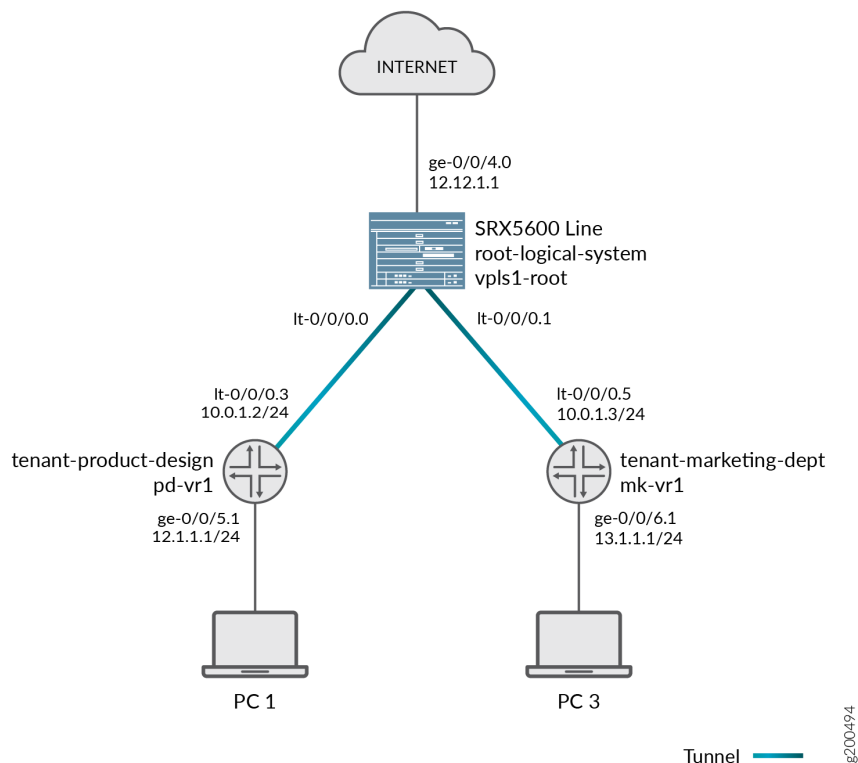 INTERNET
ge-0/0/4.0
12.12.1.1
SRX5600 Line
root-logical-system
vpls1-root
lt-0/0/0.0
lt-0/0/0.1
lt-0/0/0.3
10.0.1.2/24
lt-0/0/0.5
10.0.1.3/24
tenant-product-design
pd-vr1
tenant-marketing-dept
mk-vr1
ge-0/0/5.1
12.1.1.1/24
ge-0/0/6.1
13.1.1.1/24
PC 1
PC 3
Tunnel
g200494